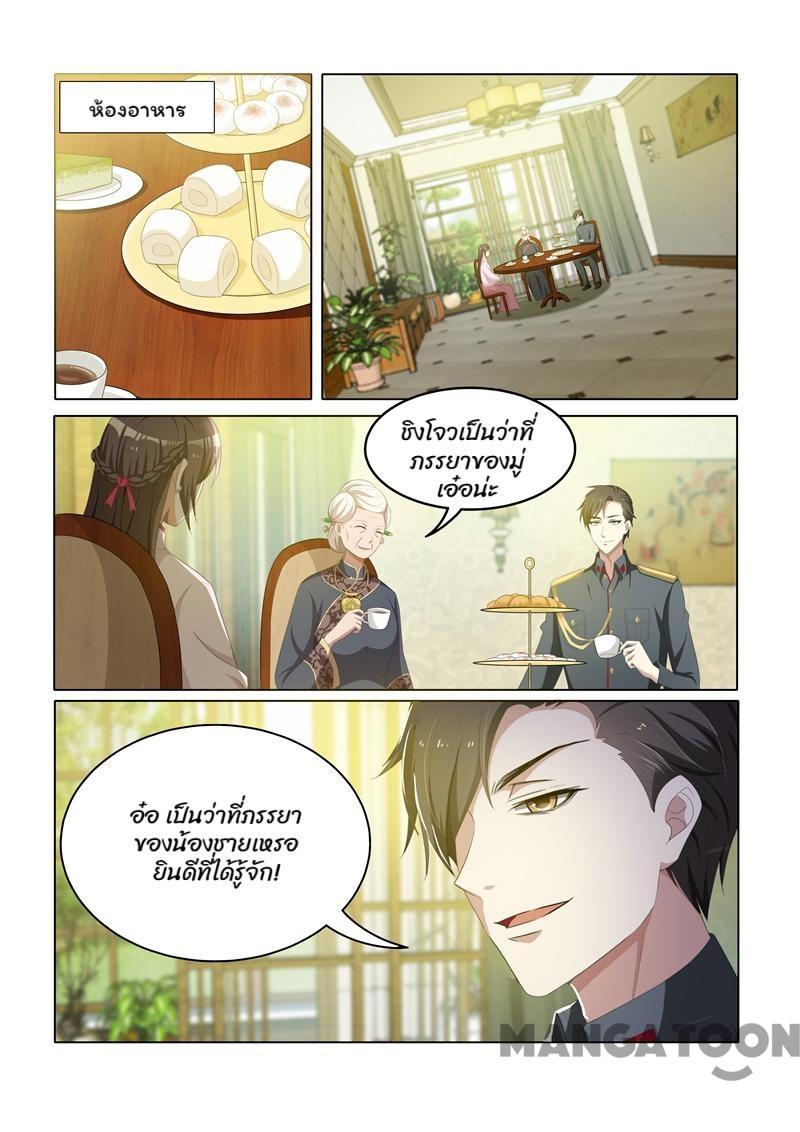 ห้องอาหาร
ชิงโจวเป็นว่าที่
ภรรยาของมู่
เอ๋อน่ะ
อ๋อ เป็นว่าที่ภรรยา
ของน้องชายเหรอ
ยินดีที่ได้รู้จัก!
MANGATOON